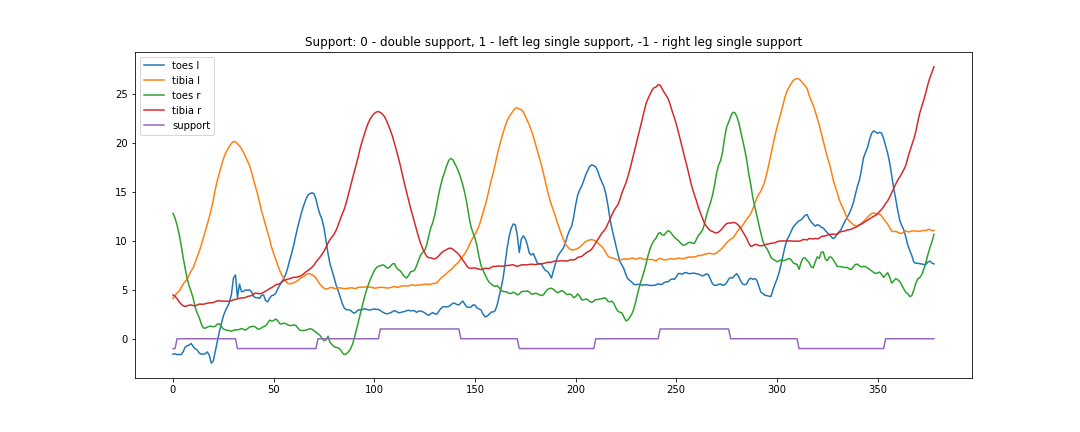 Support: 0 - double support, 1 - left leg single support, -1 - right leg single support
toes l
tibia l
toes r
tibia r
support
25
20
15
10
5
0
0 50 100 150 200 250 300 350